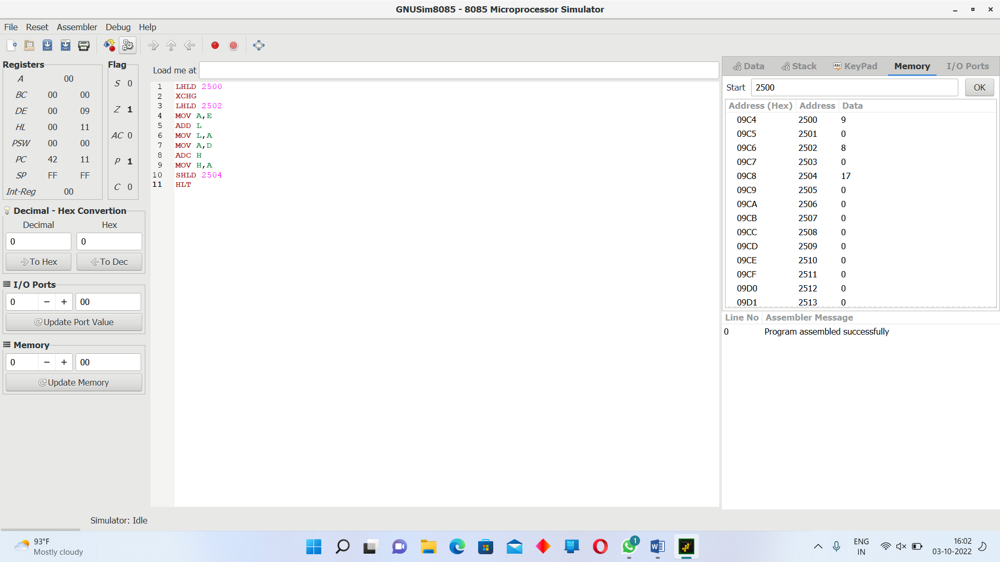 GNUSim8085 - 8085 Microprocessor Simulator
File Reset Assembler Debug Help
Registers
A 00
BC 00 00
DE 00 09
HL 00 11
PSW 00 00
PC 42 11
SP FF FF
Int-Reg 00
Flag
S 0
Z 1
AC 0
P 1
C 0
Decimal - Hex Convertion
Decimal Hex
0 0
To Hex To Dec
I/O Ports
0 − + 00
Update Port Value
Memory
0 − + 00
Update Memory
Load me at
1 LHLD 2500
2 XCHG
3 LHLD 2502
4 MOV A,E
5 ADD L
6 MOV L,A
7 MOV A,D
8 ADC H
9 MOV H,A
10 SHLD 2504
11 HLT
Data Stack Abc KeyPad Memory I/O Ports
Start 2500 OK
Address (Hex) Address Data
09C4 2500 9
09C5 2501 0
09C6 2502 8
09C7 2503 0
09C8 2504 17
09C9 2505 0
09CA 2506 0
09CB 2507 0
09CC 2508 0
09CD 2509 0
09CE 2510 0
09CF 2511 0
09D0 2512 0
09D1 2513 0
Line No Assembler Message
0 Program assembled successfully
Simulator: Idle
93°F
Mostly cloudy
1
W
ENG
IN
16:02
03-10-2022